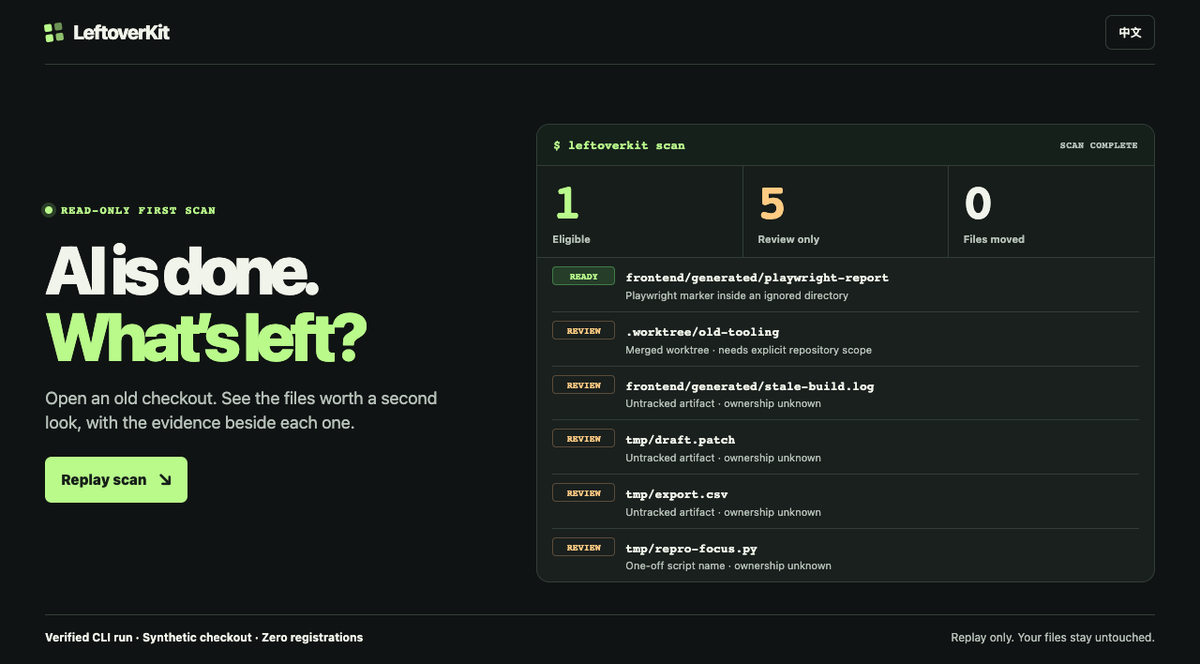 LeftoverKit
中文
READ-ONLY FIRST SCAN
AI is done.
What's left?
Open an old checkout. See the files worth a second
look, with the evidence beside each one.
Replay scan ↘
$ leftoverkit scan
SCAN COMPLETE
1
Eligible
5
Review only
0
Files moved
READY
frontend/generated/playwright-report
Playwright marker inside an ignored directory
REVIEW
.worktree/old-tooling
Merged worktree · needs explicit repository scope
REVIEW
frontend/generated/stale-build.log
Untracked artifact · ownership unknown
REVIEW
tmp/draft.patch
Untracked artifact · ownership unknown
REVIEW
tmp/export.csv
Untracked artifact · ownership unknown
REVIEW
tmp/repro-focus.py
One-off script name · ownership unknown
Verified CLI run · Synthetic checkout · Zero registrations
Replay only. Your files stay untouched.